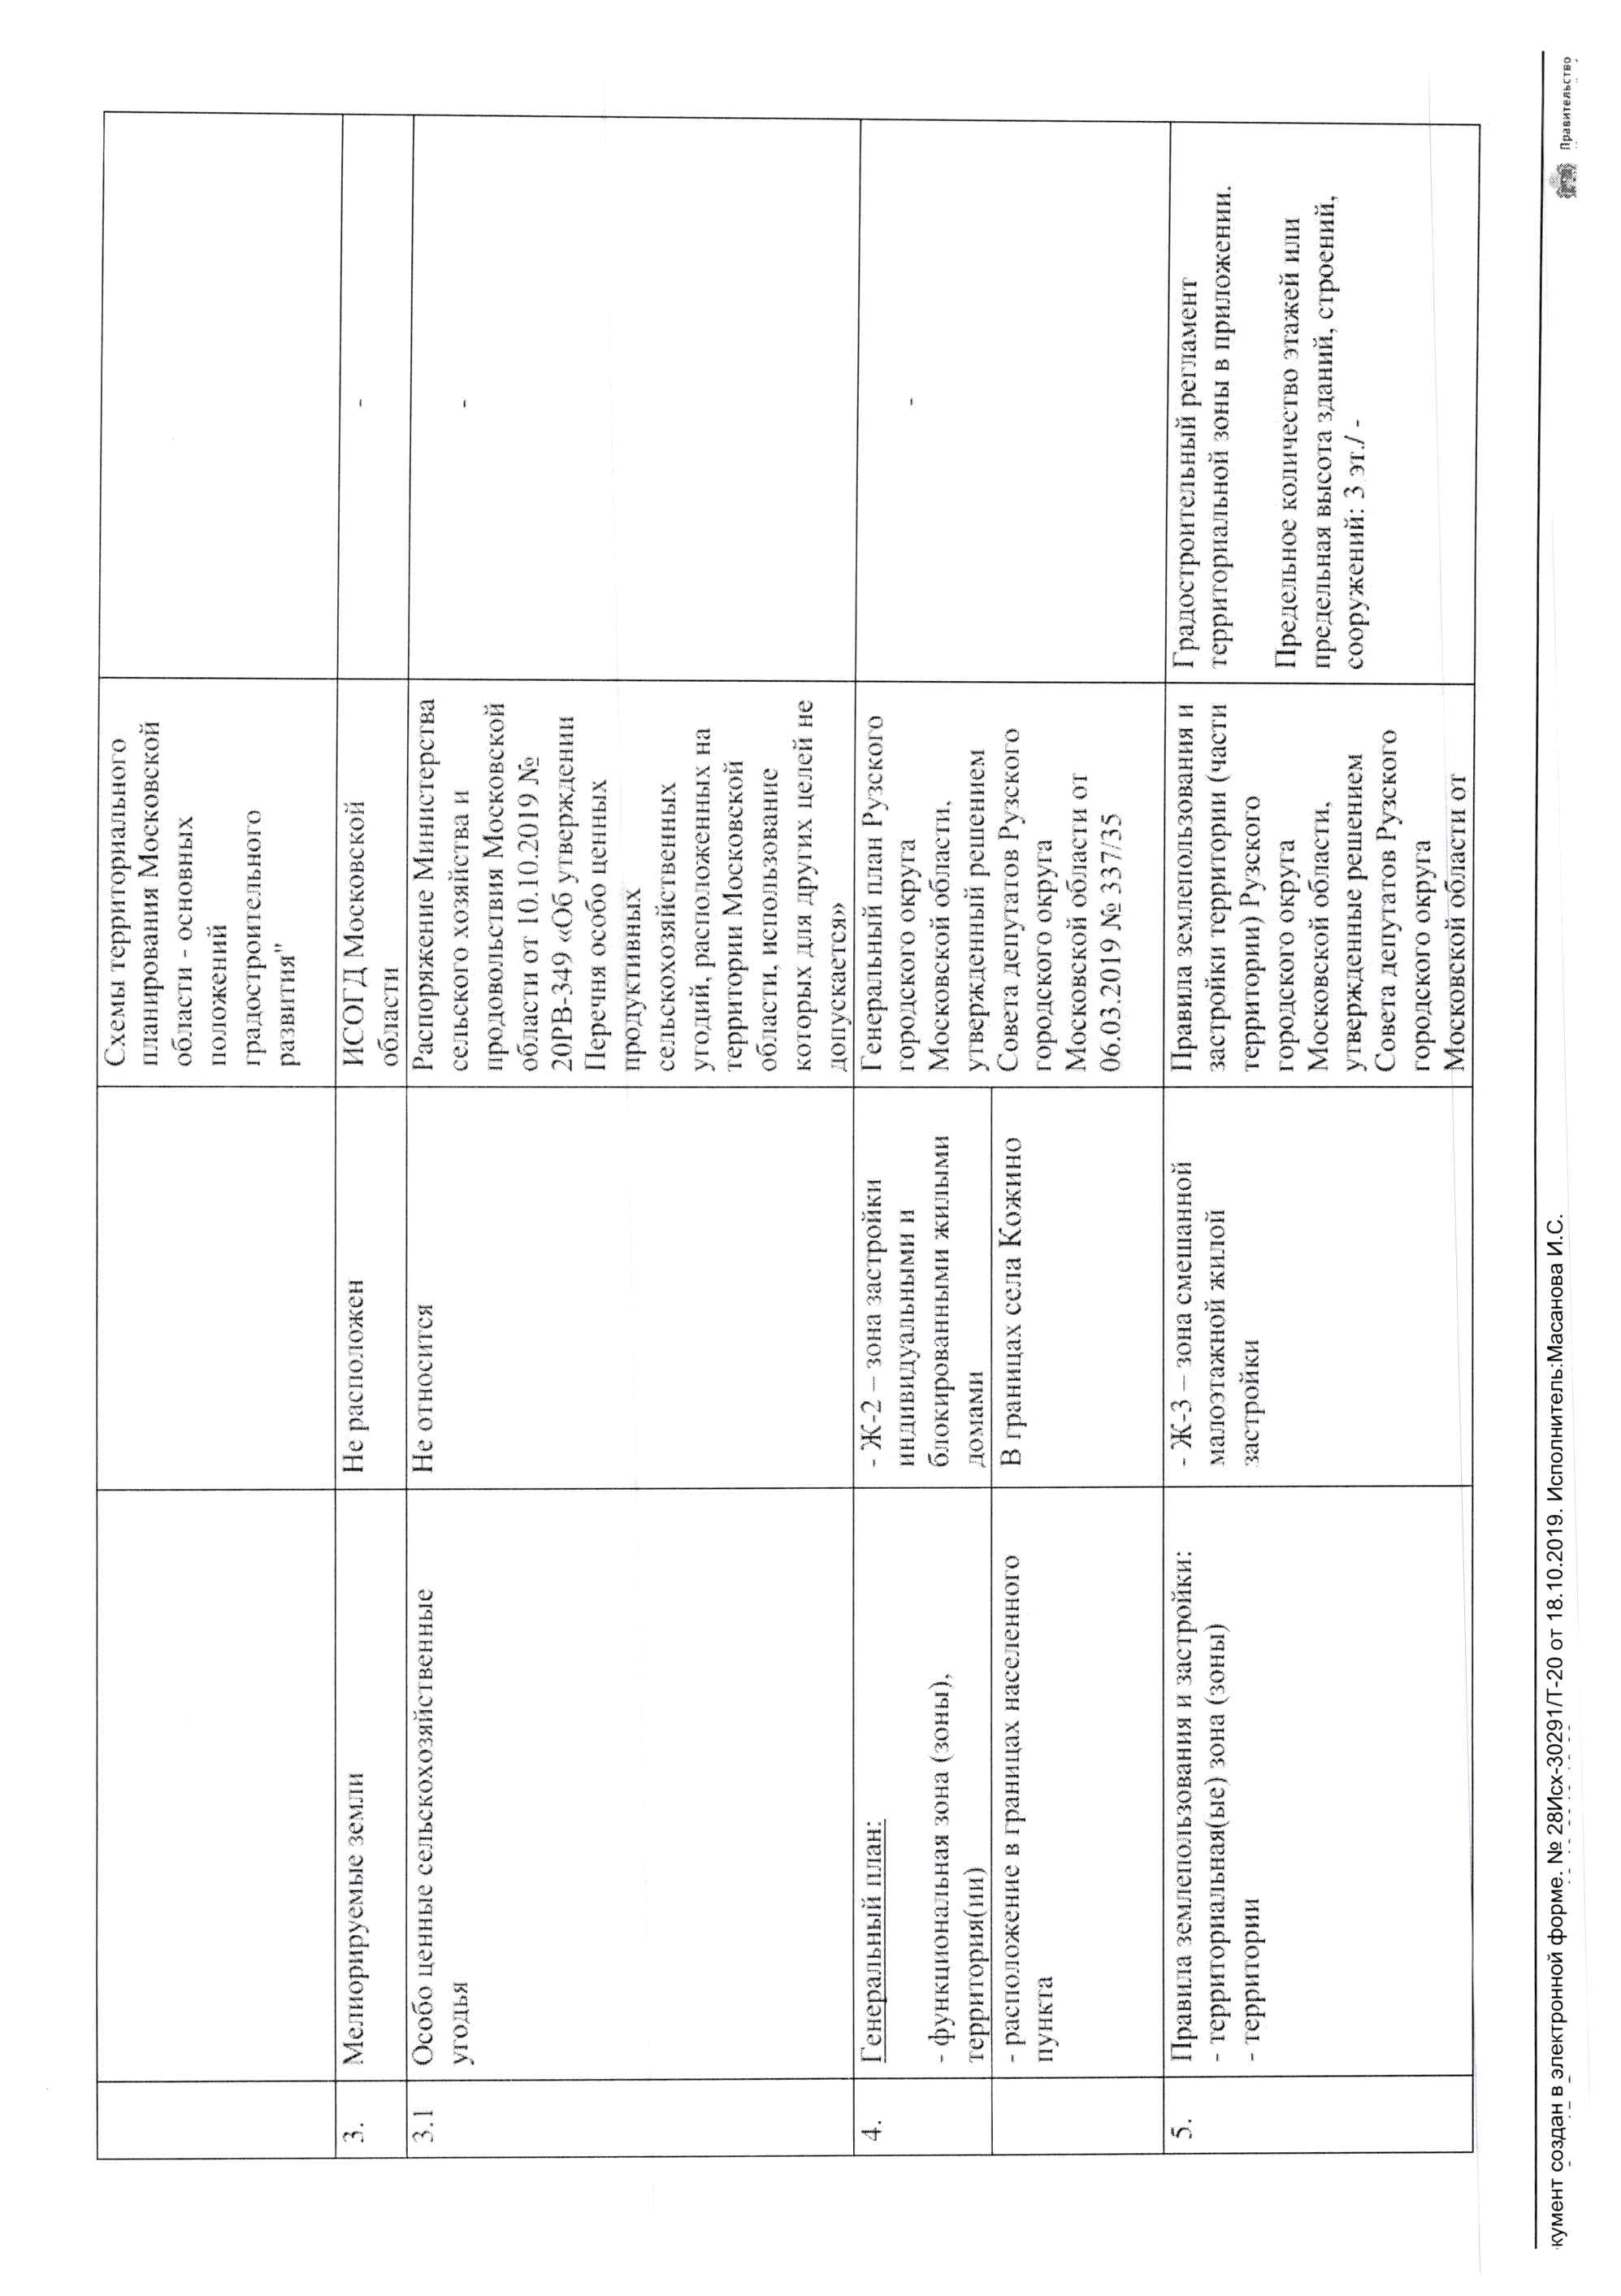 Схемы территориального
планирования Московской
области - основных
положений
градостроительного
развития"
3.
Мелиорируемые земли
Не расположен
ИСОГД Московской
области
-
3.1
Особо ценные сельскохозяйственные
угодья
Не относится
Распоряжение Министерства
сельского хозяйства и
продовольствия Московской
области от 10.10.2019 №
20РВ-349 «Об утверждении
Перечня особо ценных
продуктивных
сельскохозяйственных
угодий, расположенных на
территории Московской
области, использование
которых для других целей не
допускается»
-
4.
Генеральный план:
- функциональная зона (зоны),
территория(ии)
- Ж-2 – зона застройки
индивидуальными и
блокированными жилыми
домами
Генеральный план Рузского
городского округа
Московской области,
утвержденный решением
Совета депутатов Рузского
городского округа
Московской области от
06.03.2019 № 337/35
-
- расположение в границах населенного
пункта
В границах села Кожино
5.
Правила землепользования и застройки:
- территориальная(ые) зона (зоны)
- территории
- Ж-3 – зона смешанной
малоэтажной жилой
застройки
Правила землепользования и
застройки территории (части
территории) Рузского
городского округа
Московской области,
утвержденные решением
Совета депутатов Рузского
городского округа
Московской области от
Градостроительный регламент
территориальной зоны в приложении.
Предельное количество этажей или
предельная высота зданий, строений,
сооружений: 3 эт./ -
кумент создан в электронной форме. № 28Исх-30291/Т-20 от 18.10.2019. Исполнитель:Масанова И.С.
Правительство